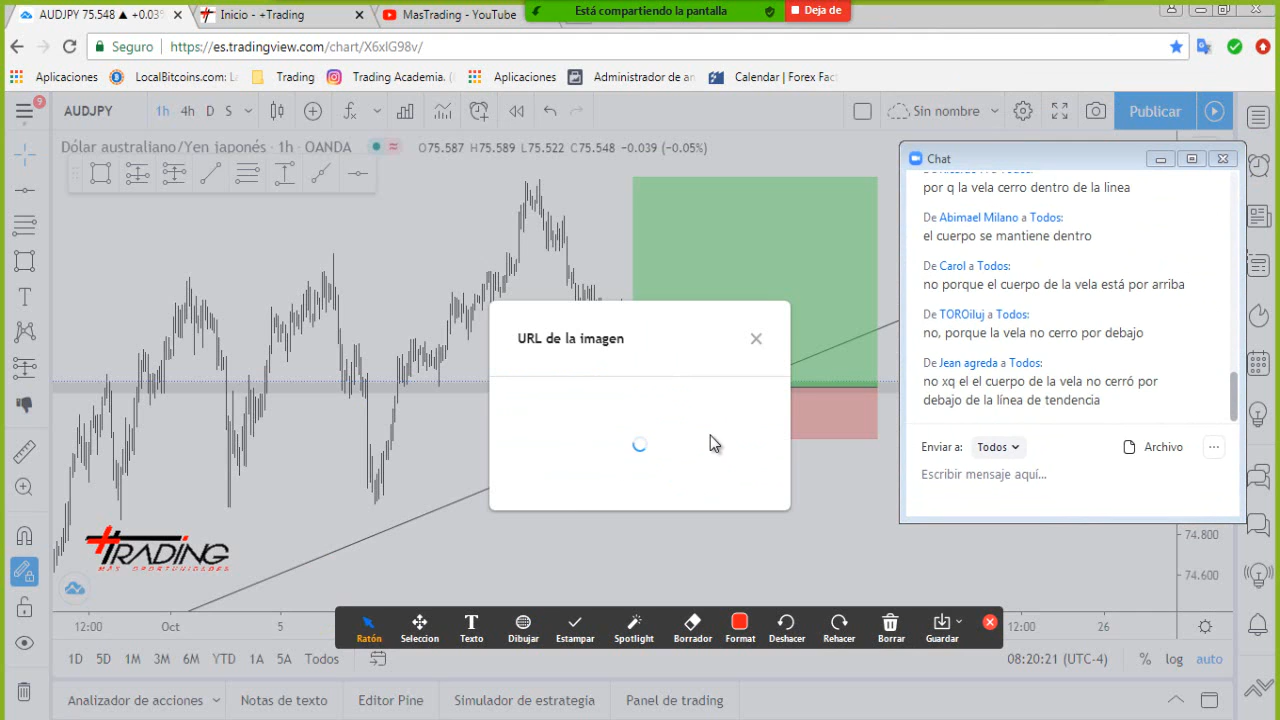 AUDJPY 75.548 ▲ +0.03%
Inicio - +Trading
MasTrading - YouTube
Está compartiendo la pantalla
Deja de
Seguro
https://es.tradingview.com/chart/X6xIG98v/
Aplicaciones
LocalBitcoins.com: L
Trading
Trading Academia. (
Aplicaciones
Administrador de an
Calendar | Forex Fact
9
AUDJPY
1h
4h
D
S
Sin nombre
Publicar
Dólar australiano/Yen japonés · 1h · OANDA
O75.587 H75.589 L75.522 C75.548 -0.039 (-0.05%)
Chat
por q la vela cerro dentro de la linea
De Abimael Milano a Todos:
el cuerpo se mantiene dentro
De Carol a Todos:
no porque el cuerpo de la vela está por arriba
De TOROiluj a Todos:
no, porque la vela no cerro por debajo
De Jean agreda a Todos:
no xq el el cuerpo de la vela no cerró por
debajo de la línea de tendencia
Enviar a:
Todos
Archivo
Escribir mensaje aquí...
URL de la imagen
+TRADING
MÁS OPORTUNIDADES
74.800
74.600
12:00
Oct
5
12:00
26
Ratón
Seleccion
Texto
Dibujar
Estampar
Spotlight
Borrador
Format
Deshacer
Rehacer
Borrar
Guardar
1D
5D
1M
3M
6M
YTD
1A
5A
Todos
08:20:21 (UTC-4)
%
log
auto
Analizador de acciones
Notas de texto
Editor Pine
Simulador de estrategia
Panel de trading